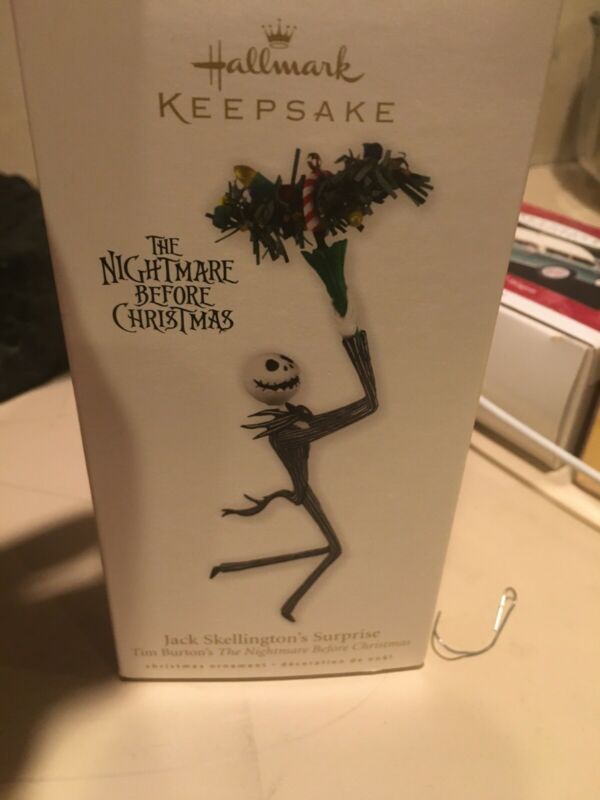 Hallmark
KEEPSAKE
THE
NIGHTMARE
BEFORE
CHRISTMAS
Jack Skellington's Surprise
Tim Burton's The Nightmare Before Christmas
christmas ornament • décoration de noël